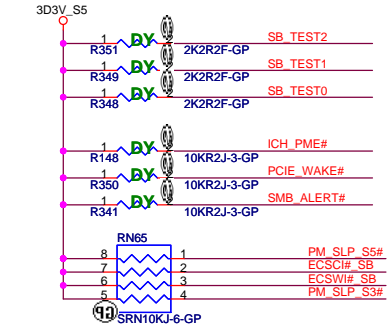 3D3V_S5
1 DY 2 SB_TEST2
R351 2K2R2F-GP
1 DY 2 SB_TEST1
R349 2K2R2F-GP
1 DY 2 SB_TEST0
R348 2K2R2F-GP
1 DY 2 ICH_PME#
R148 10KR2J-3-GP
1 DY 2 PCIE_WAKE#
R350 10KR2J-3-GP
1 DY 2 SMB_ALERT#
R341 10KR2J-3-GP
RN65
8 1 PM_SLP_S5#
7 2 ECSCI#_SB
6 3 ECSWI#_SB
5 4 PM_SLP_S3#
SRN10KJ-6-GP